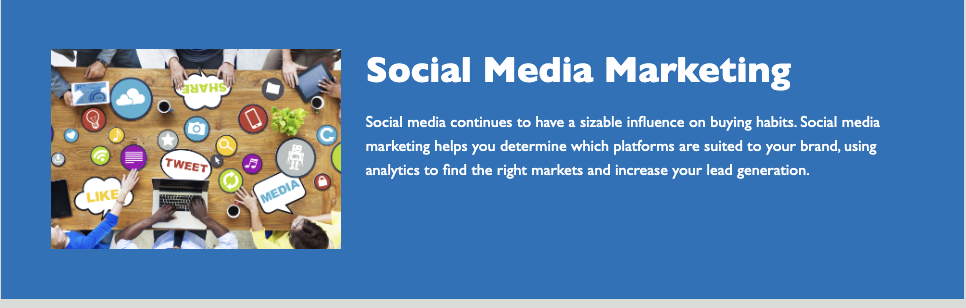 Social Media Marketing
Social media continues to have a sizable influence on buying habits. Social media
marketing helps you determine which platforms are suited to your brand, using
analytics to find the right markets and increase your lead generation.
SHARE
TWEET
LIKE
MEDIA